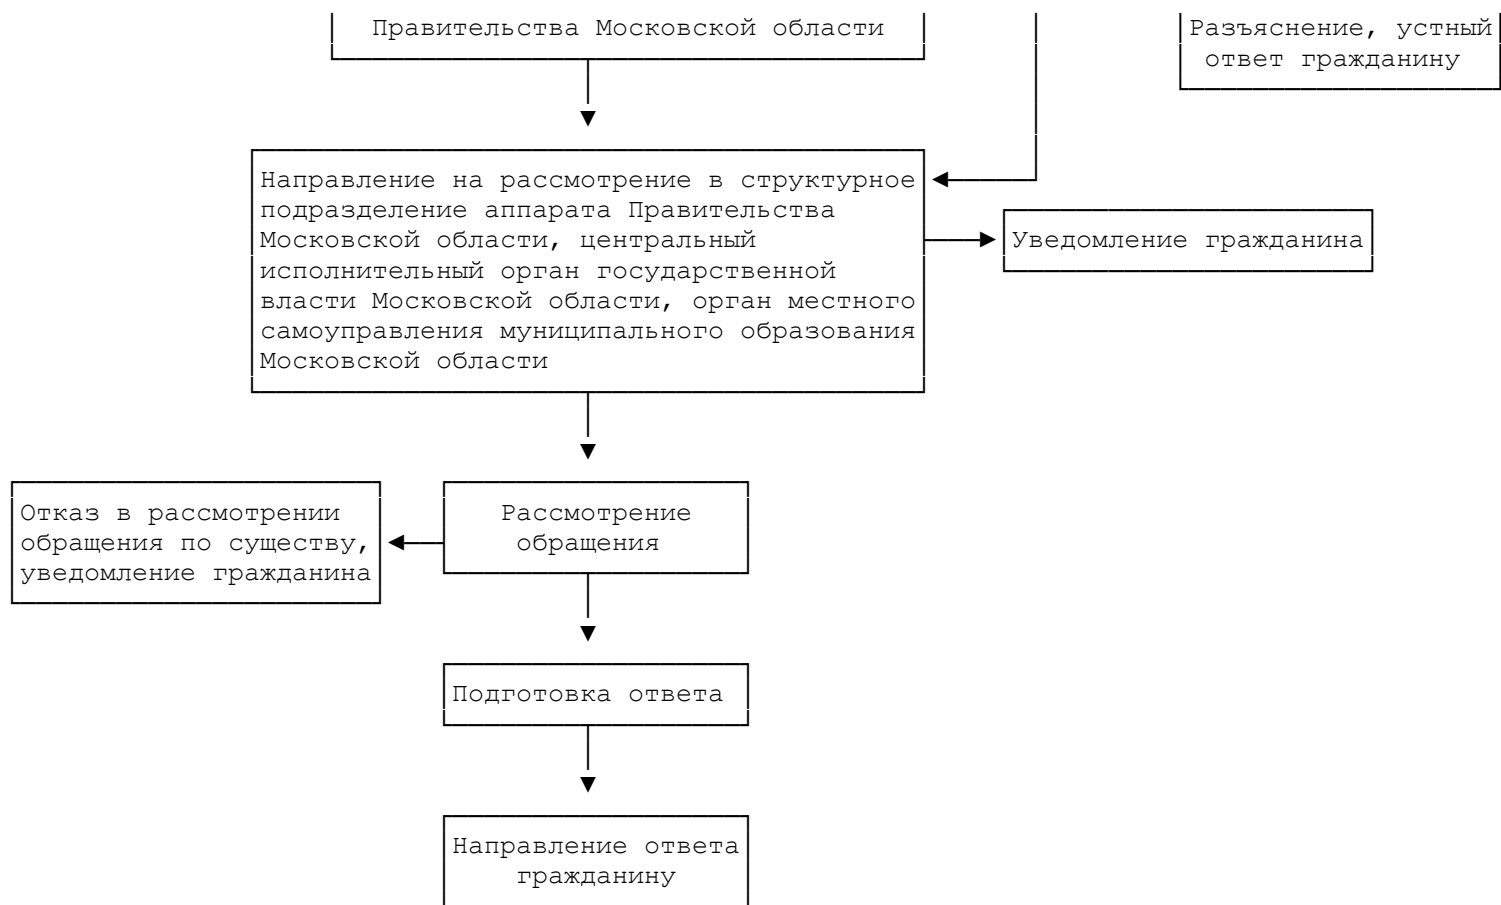 Правительства Московской области
Разъяснение, устный
ответ гражданину
Направление на рассмотрение в структурное
подразделение аппарата Правительства
Московской области, центральный
исполнительный орган государственной
власти Московской области, орган местного
самоуправления муниципального образования
Московской области
Уведомление гражданина
Отказ в рассмотрении
обращения по существу,
уведомление гражданина
Рассмотрение
обращения
Подготовка ответа
Направление ответа
гражданину